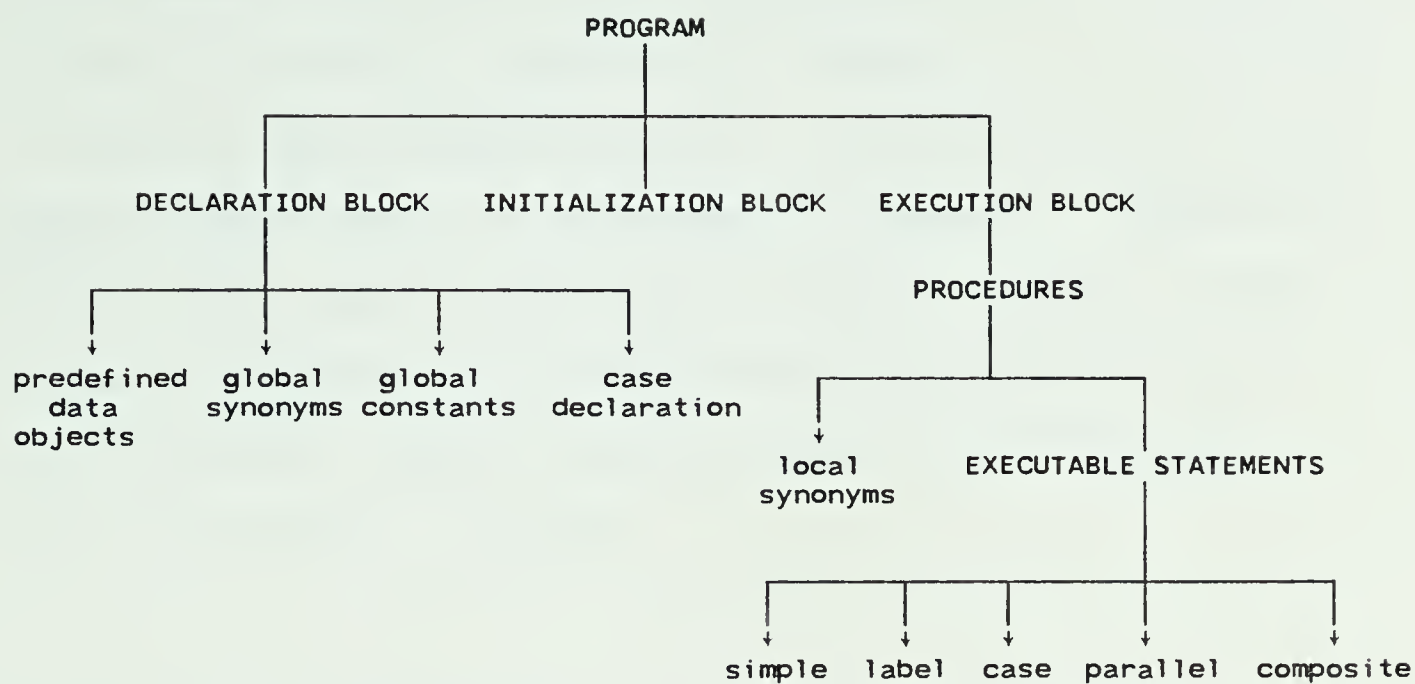 PROGRAM
DECLARATION BLOCK INITIALIZATION BLOCK EXECUTION BLOCK
PROCEDURES
predefined global global case
data synonyms constants declaration
objects
local EXECUTABLE STATEMENTS
synonyms
simple label case parallel composite